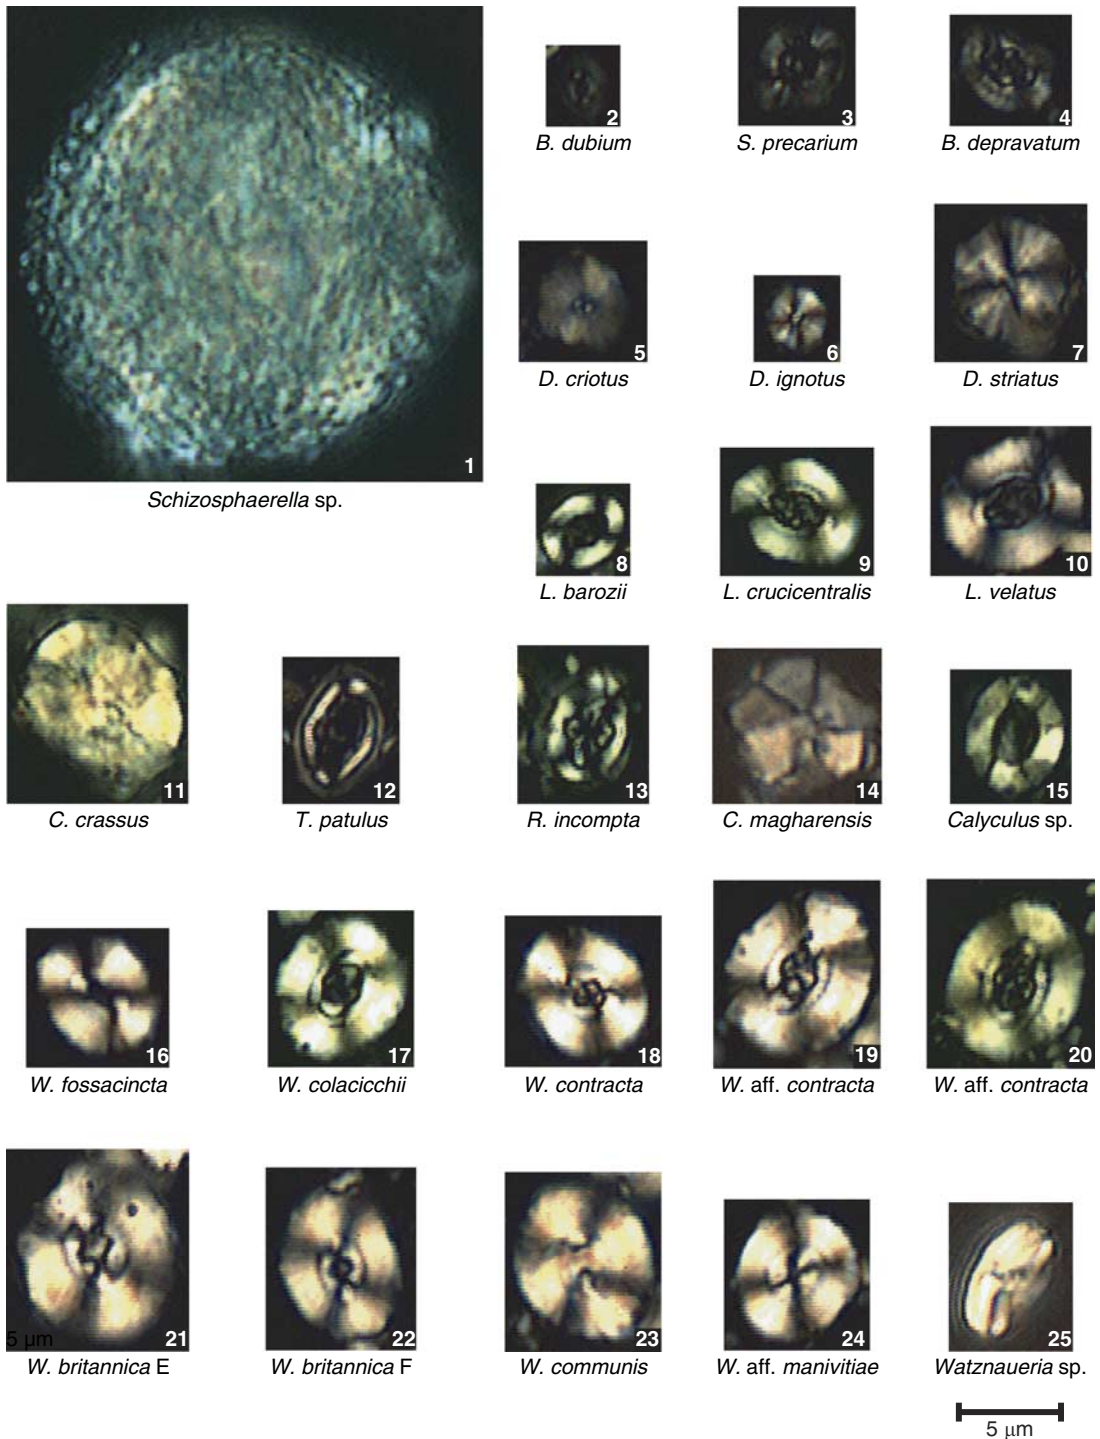 1
Schizosphaerella sp.
2
B. dubium
3
S. precarium
4
B. depravatum
5
D. criotus
6
D. ignotus
7
D. striatus
8
L. barozii
9
L. crucicentralis
10
L. velatus
11
C. crassus
12
T. patulus
13
R. incompta
14
C. magharensis
15
Calyculus sp.
16
W. fossacincta
17
W. colacicchii
18
W. contracta
19
W. aff. contracta
20
W. aff. contracta
5 µm
21
W. britannica E
22
W. britannica F
23
W. communis
24
W. aff. manivitiae
25
Watznaueria sp.
5 µm